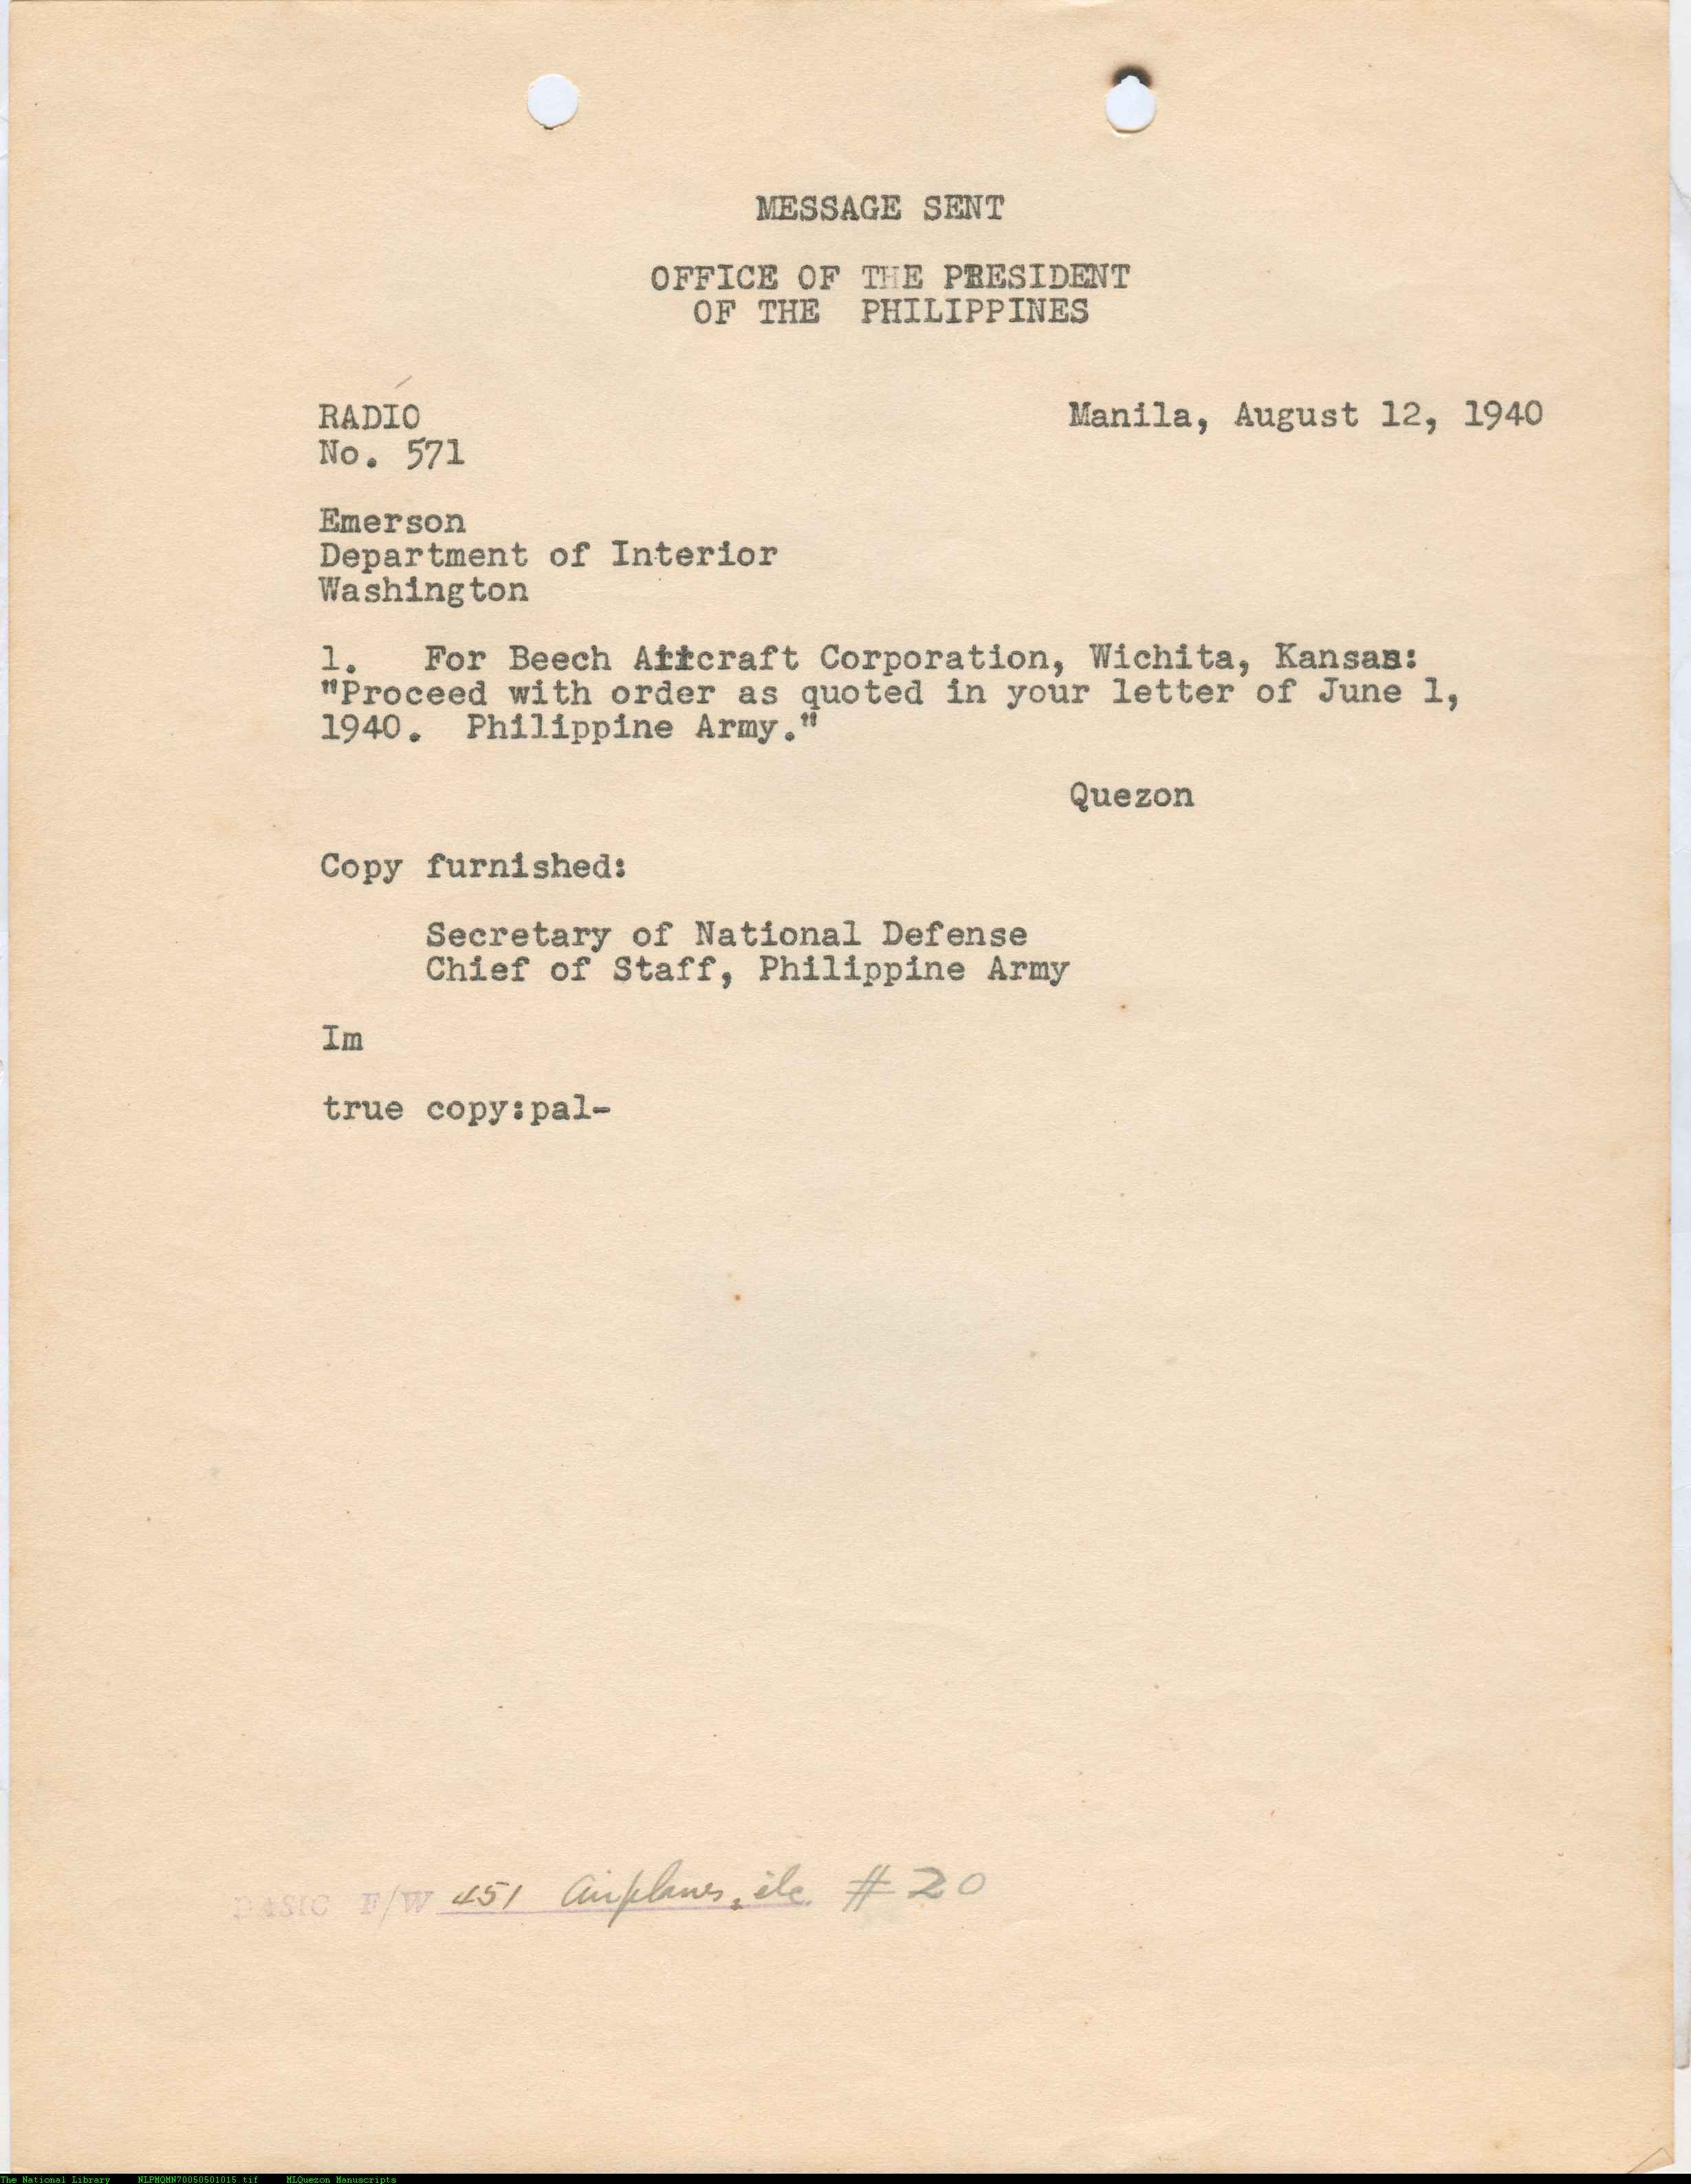 MESSAGE SENT
OFFICE OF THE PRESIDENT
OF THE PHILIPPINES
RADIO
Manila, August 12, 1940
No. 571
Emerson
Department of Interior
Washington
1. For Beech Aircraft Corporation, Wichita, Kansas:
"Proceed with order as quoted in your letter of June 1,
1940. Philippine Army."
Quezon
Copy furnished:
Secretary of National Defense
Chief of Staff, Philippine Army
Im
true copy:pal-
BASIC F/W 451 Airplanes, etc. #20
The National Library NLPMQMN70050501015.tif MLQuezon Manuscripts